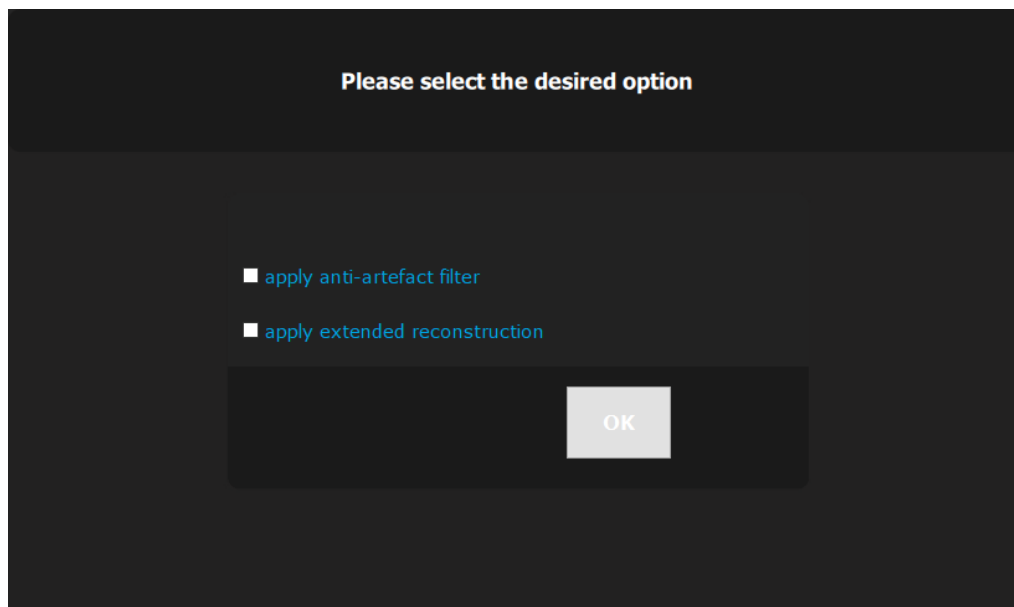 Please select the desired option
apply anti-artefact filter
apply extended reconstruction
OK